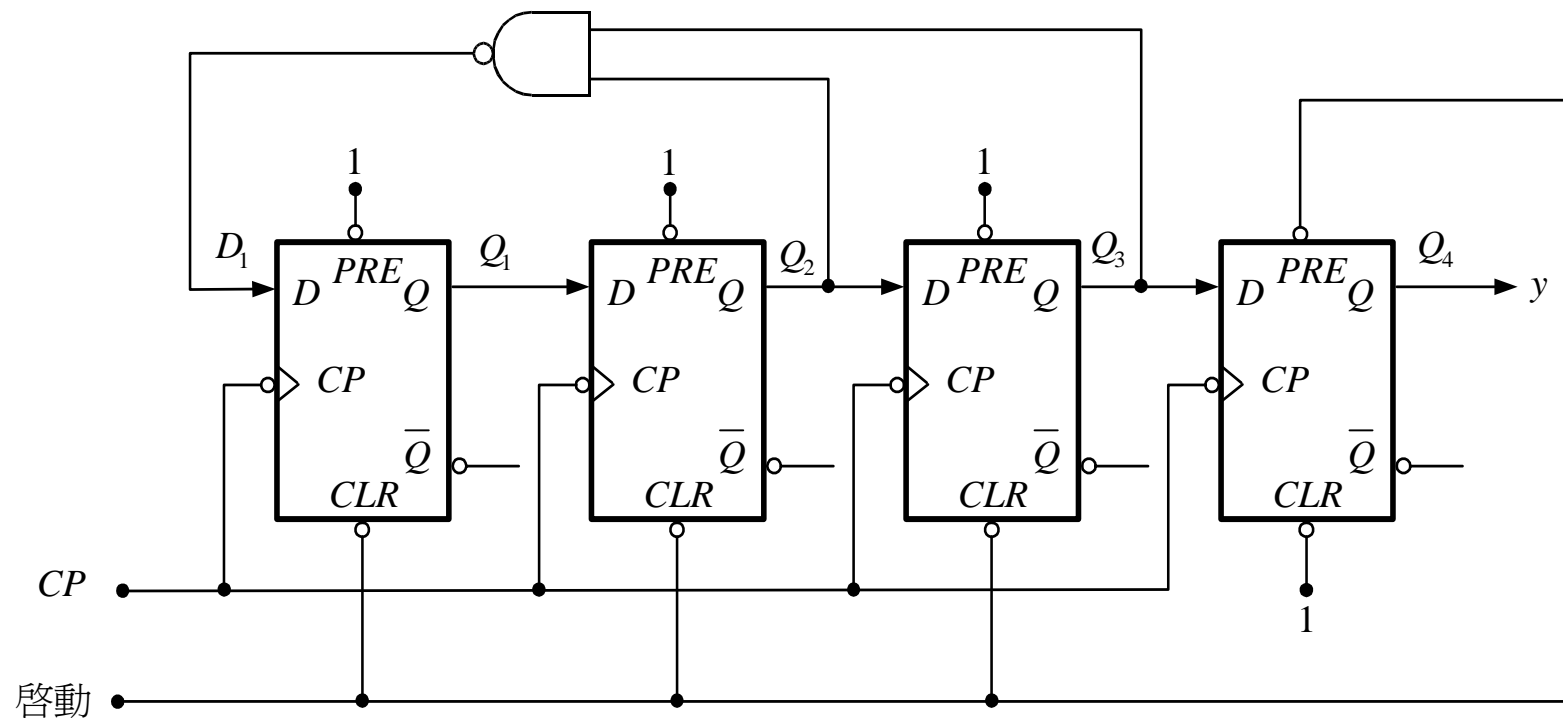 1 1 1
D₁ Q₁ Q₂ Q₃ Q₄
PRE PRE PRE PRE
D Q D Q D Q D Q y
CP CP CP CP
Q̅ Q̅ Q̅ Q̅
CLR CLR CLR CLR
CP
1
啓動